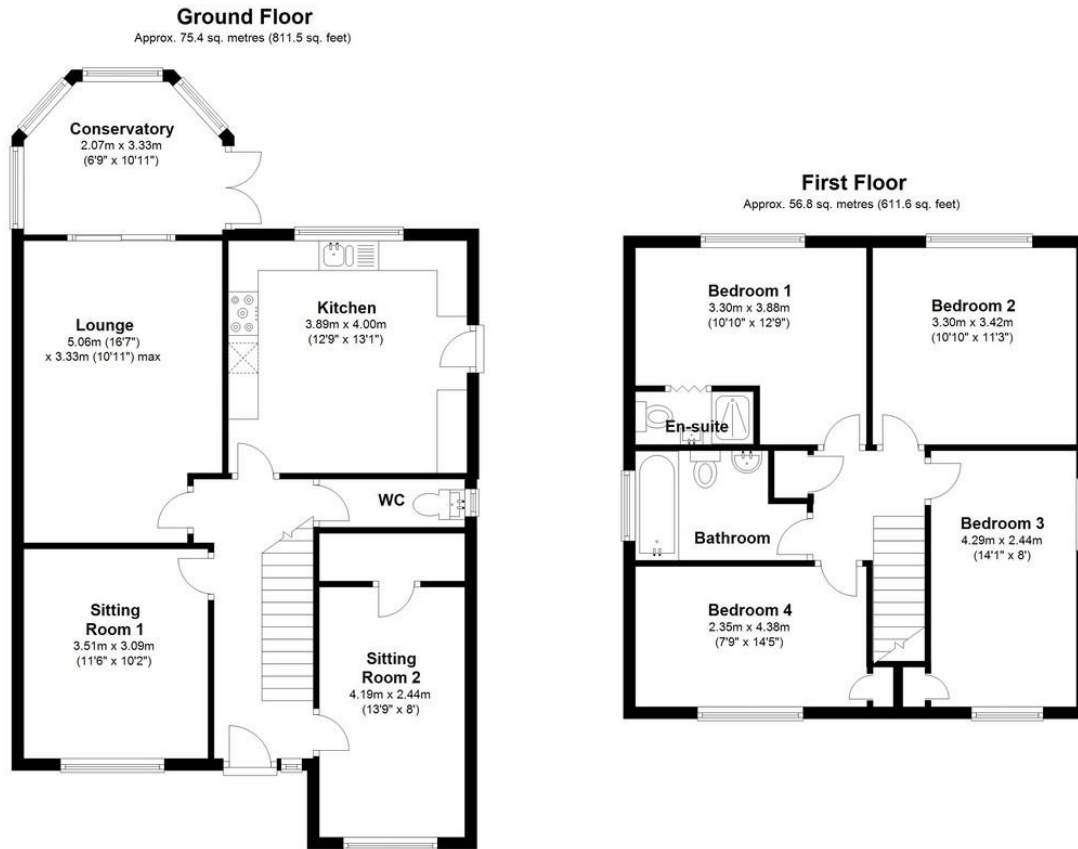 Ground Floor
Approx. 75.4 sq. metres (811.5 sq. feet)
Conservatory
2.07m x 3.33m
(6'9" x 10'11")
Lounge
5.06m (16'7")
x 3.33m (10'11") max
Kitchen
3.89m x 4.00m
(12'9" x 13'1")
WC
Sitting
Room 1
3.51m x 3.09m
(11'6" x 10'2")
Sitting
Room 2
4.19m x 2.44m
(13'9" x 8')
First Floor
Approx. 56.8 sq. metres (611.6 sq. feet)
Bedroom 1
3.30m x 3.88m
(10'10" x 12'9")
Bedroom 2
3.30m x 3.42m
(10'10" x 11'3")
En-suite
Bathroom
Bedroom 3
4.29m x 2.44m
(14'1" x 8')
Bedroom 4
2.35m x 4.38m
(7'9" x 14'5")